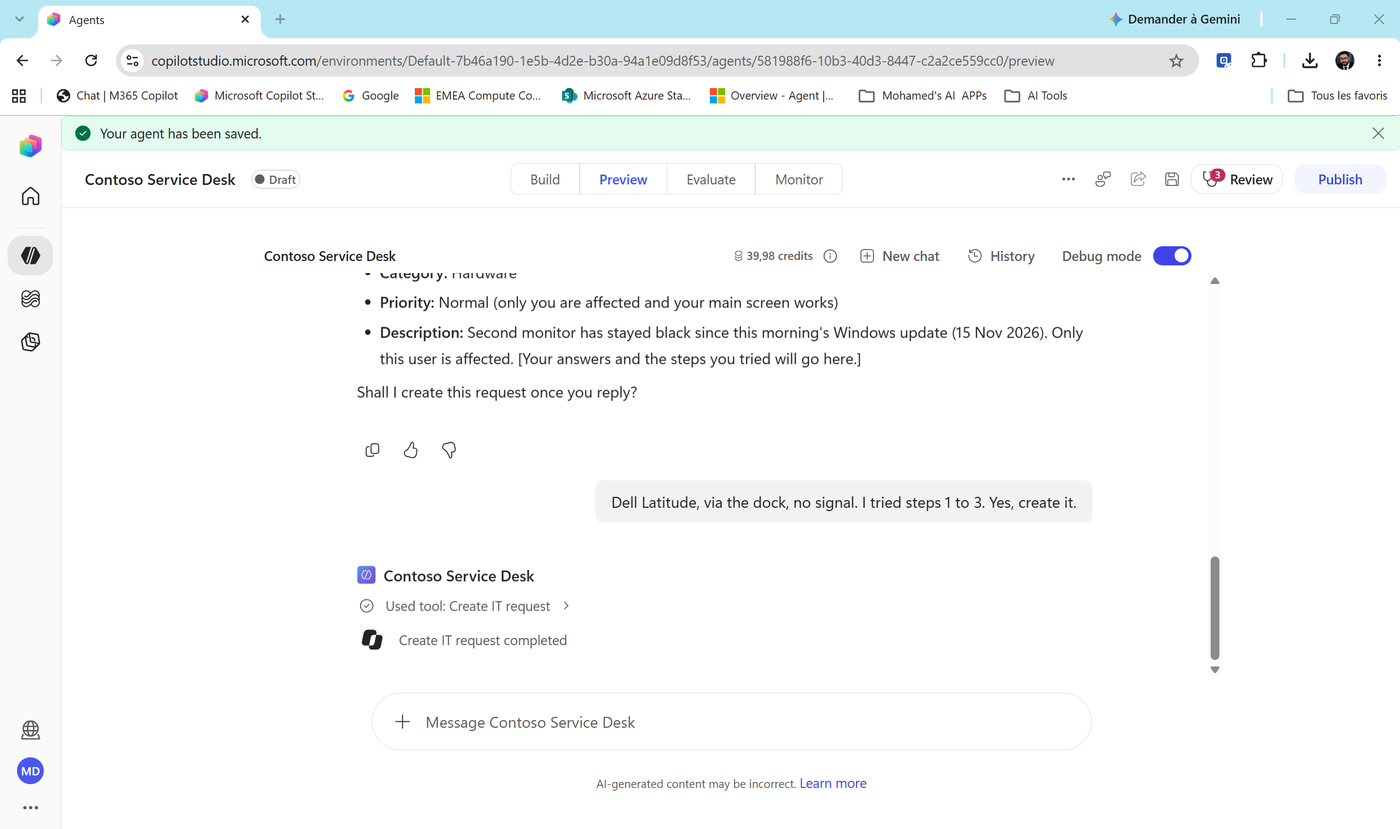 Agents
Demander à Gemini
copilotstudio.microsoft.com/environments/Default-7b46a190-1e5b-4d2e-b30a-94a1e09d8f53/agents/581988f6-10b3-40d3-8447-c2a2ce559cc0/preview
Chat | M365 Copilot
Microsoft Copilot St...
Google
EMEA Compute Co...
Microsoft Azure Sta...
Overview - Agent |...
Mohamed's AI APPs
AI Tools
Tous les favoris
Your agent has been saved.
Contoso Service Desk
Draft
Build
Preview
Evaluate
Monitor
3
Review
Publish
Contoso Service Desk
39,98 credits
New chat
History
Debug mode
• Category: Hardware
• Priority: Normal (only you are affected and your main screen works)
• Description: Second monitor has stayed black since this morning's Windows update (15 Nov 2026). Only
this user is affected. [Your answers and the steps you tried will go here.]
Shall I create this request once you reply?
Dell Latitude, via the dock, no signal. I tried steps 1 to 3. Yes, create it.
Contoso Service Desk
Used tool: Create IT request
Create IT request completed
Message Contoso Service Desk
MD
AI-generated content may be incorrect. Learn more